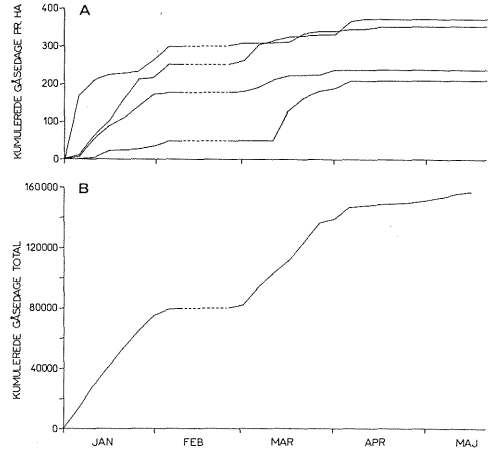 A
KUMULEREDE GÅSEDAGE PR. HA
400
300
200
100
0
B
KUMULEREDE GÅSEDAGE TOTAL
160000
120000
80000
40000
0
JAN FEB MAR APR MAJ